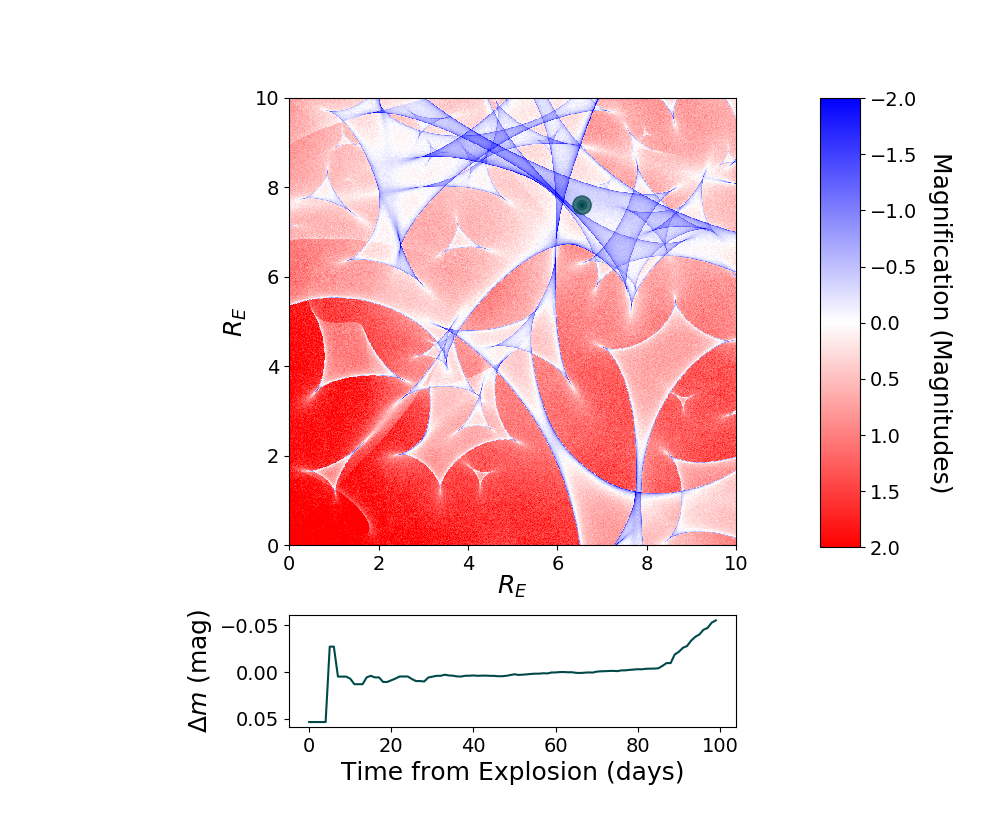 10
8
6
4
2
0
R_E
0 2 4 6 8 10
R_E
−2.0
−1.5
−1.0
−0.5
0.0
0.5
1.0
1.5
2.0
Magnification (Magnitudes)
−0.05
0.00
0.05
Δm (mag)
0 20 40 60 80 100
Time from Explosion (days)